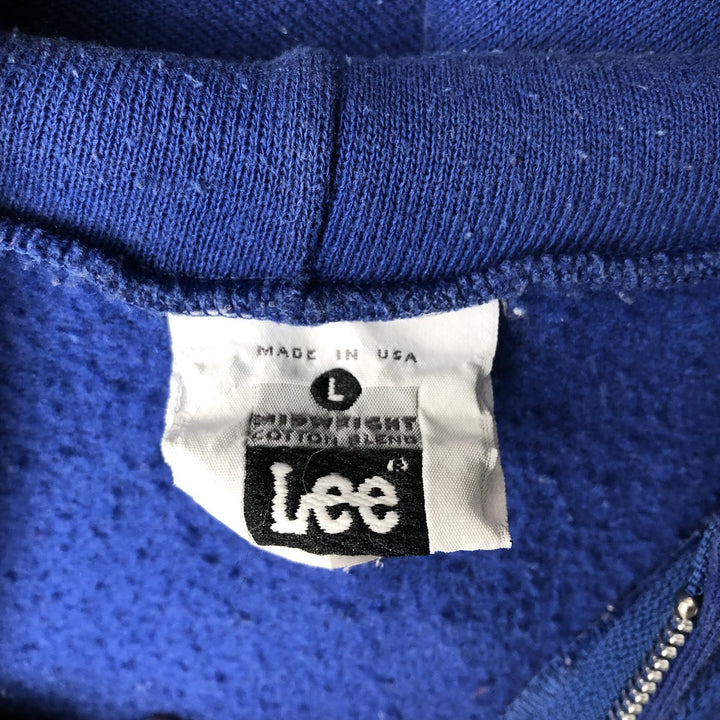 MADE IN USA
L
MIDWEIGHT
COTTON BLEND
Lee®